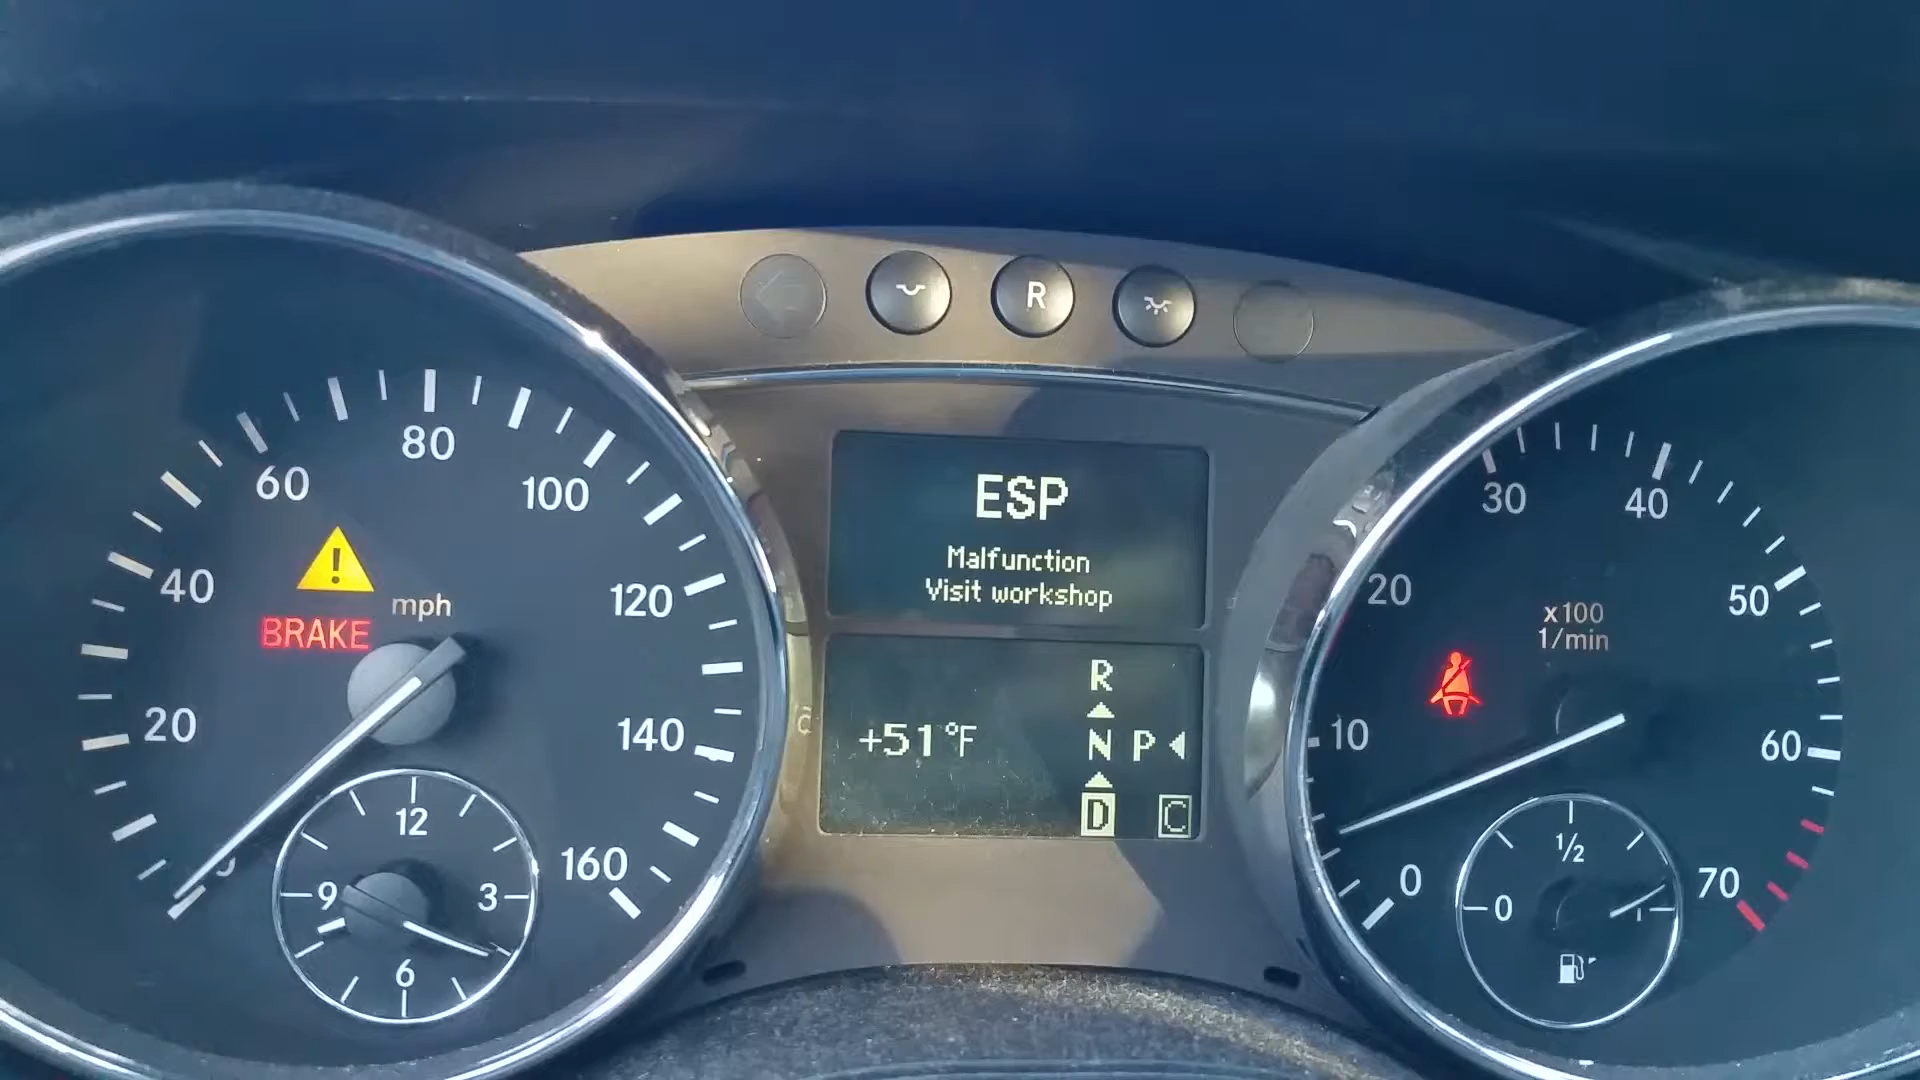 20
40
60
80
100
120
140
160
mph
BRAKE
12
3
6
9
R
ESP
Malfunction
Visit workshop
+51°F
R
N P
D C
0
10
20
30
40
50
60
70
x100
1/min
0
1/2